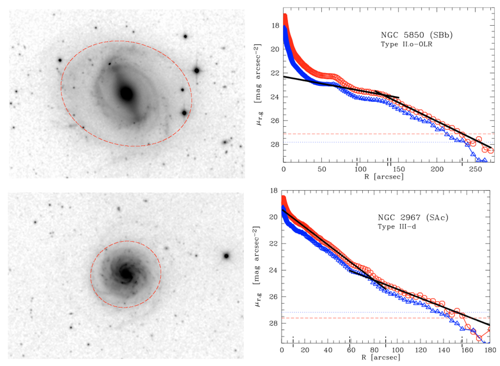 NGC 5850 (SBb)
Type II.o-OLR
18
20
22
24
26
28
μr,g [mag arcsec⁻²]
0 50 100 150 200 250
R [arcsec]
NGC 2967 (SAc)
Type III-d
18
20
22
24
26
28
μr,g [mag arcsec⁻²]
0 20 40 60 80 100 120 140 160 180
R [arcsec]